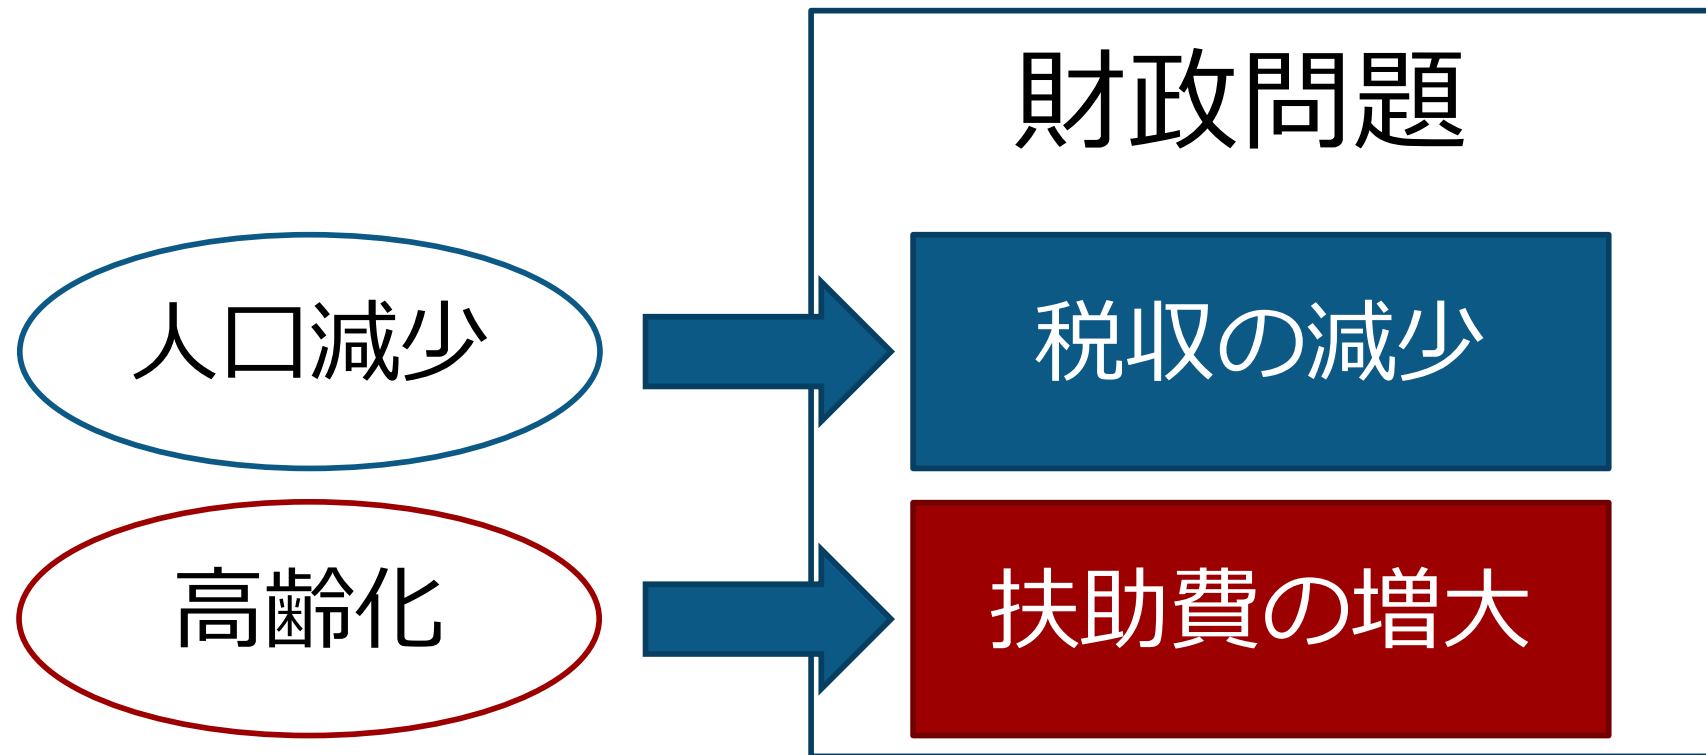 財政問題
人口減少
税収の減少
高齢化
扶助費の増大